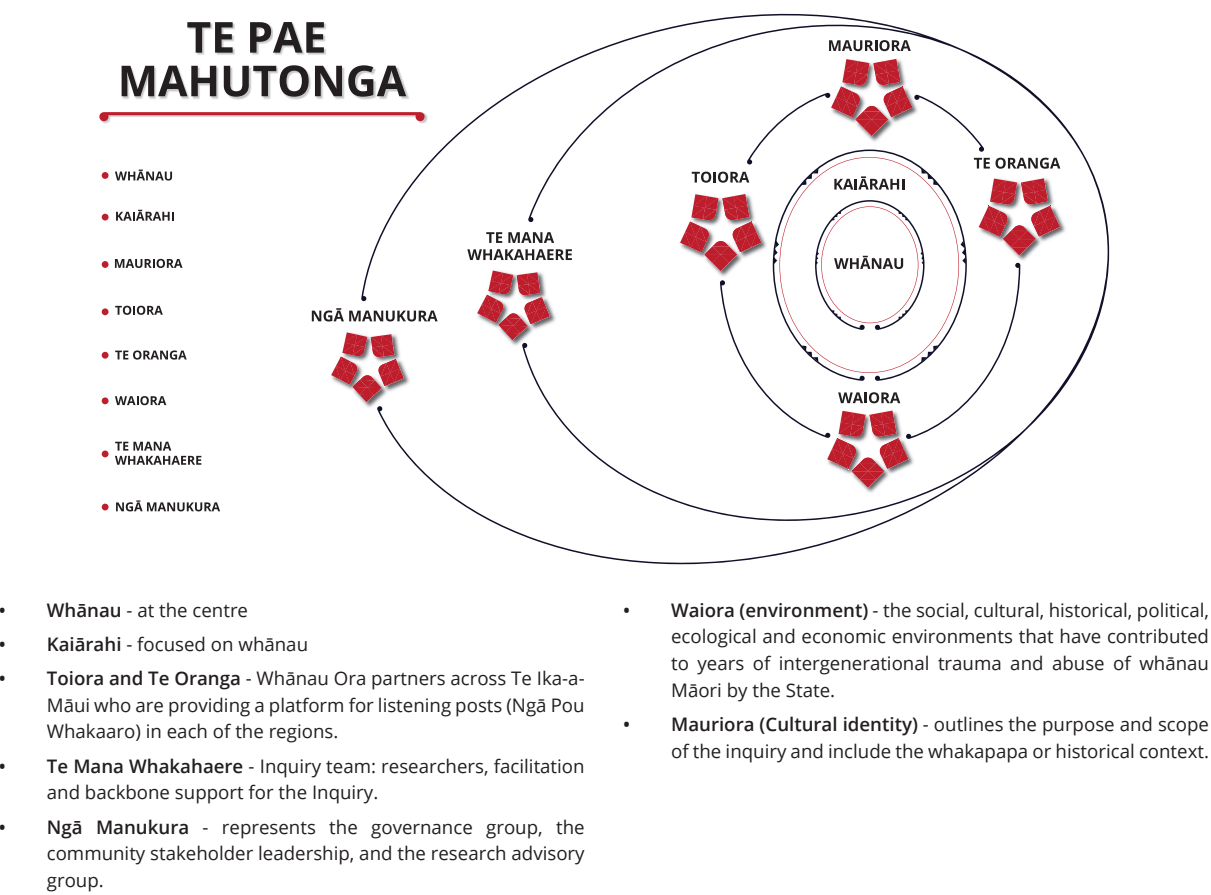 TE PAE
MAHUTONGA
• WHĀNAU
• KAIĀRAHI
• MAURIORA
• TOIORA
• TE ORANGA
• WAIORA
• TE MANA
WHAKAHAERE
• NGĀ MANUKURA
MAURIORA
TE ORANGA
TOIORA
KAIĀRAHI
WHĀNAU
TE MANA
WHAKAHAERE
NGĀ MANUKURA
WAIORA
• Whānau - at the centre
• Kaiārahi - focused on whānau
• Toiora and Te Oranga - Whānau Ora partners across Te Ika-a-
Māui who are providing a platform for listening posts (Ngā Pou
Whakaaro) in each of the regions.
• Te Mana Whakahaere - Inquiry team: researchers, facilitation
and backbone support for the Inquiry.
• Ngā Manukura - represents the governance group, the
community stakeholder leadership, and the research advisory
group.
• Waiora (environment) - the social, cultural, historical, political,
ecological and economic environments that have contributed
to years of intergenerational trauma and abuse of whānau
Māori by the State.
• Mauriora (Cultural identity) - outlines the purpose and scope
of the inquiry and include the whakapapa or historical context.